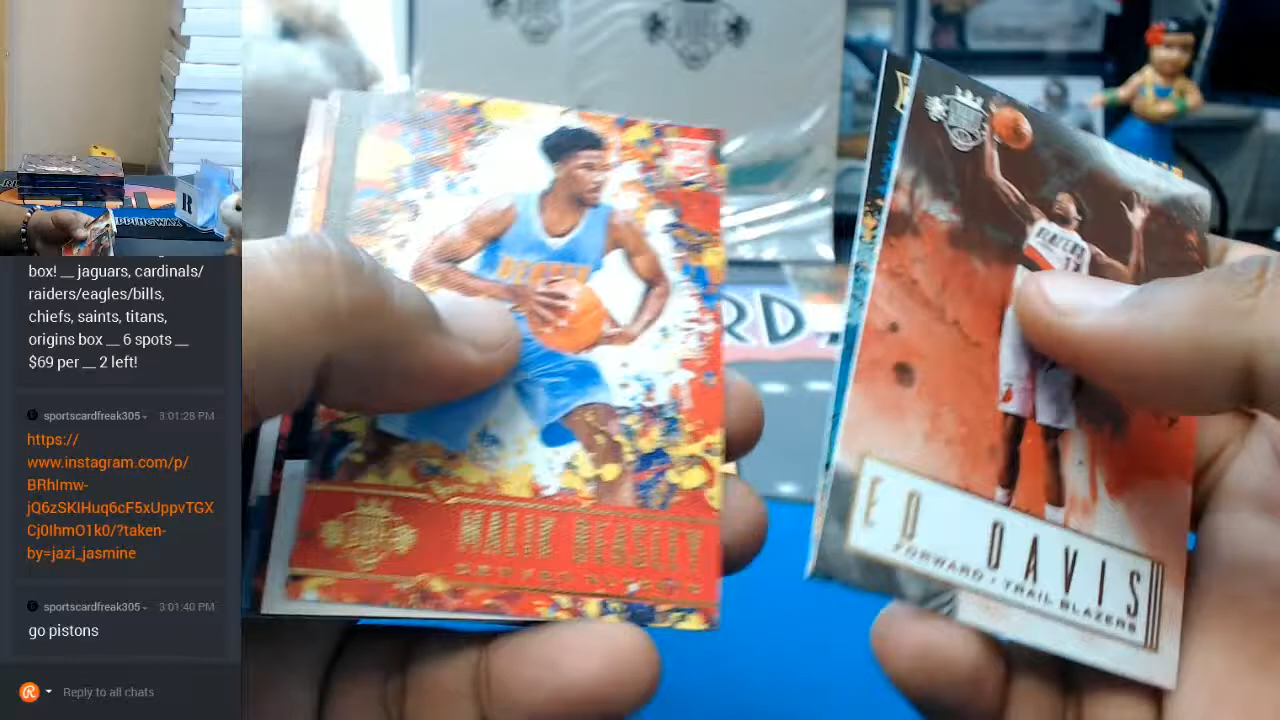 box! __ jaguars, cardinals/
raiders/eagles/bills,
chiefs, saints, titans,
origins box __ 6 spots __
$69 per __ 2 left!
sportscardfreak305 3:01:28 PM
https://
www.instagram.com/p/
BRhImw-
jQ6zSKIHuq6cF5xUppvTGX
Cj0IhmO1k0/?taken-
by=jazi_jasmine
sportscardfreak305 3:01:40 PM
go pistons
Reply to all chats
MALIK BEASLEY
ED DAVIS
FORWARD • TRAIL BLAZERS
BLAZERS
RD